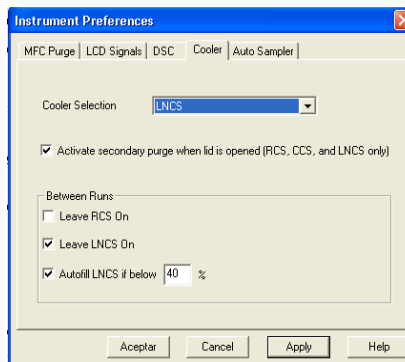 Instrument Preferences
MFC Purge LCD Signals DSC Cooler Auto Sampler
Cooler Selection LNCS
Activate secondary purge when lid is opened (RCS, CCS, and LNCS only)
Between Runs
Leave RCS On
Leave LNCS On
Autofill LNCS if below 40 %
Aceptar Cancel Apply Help